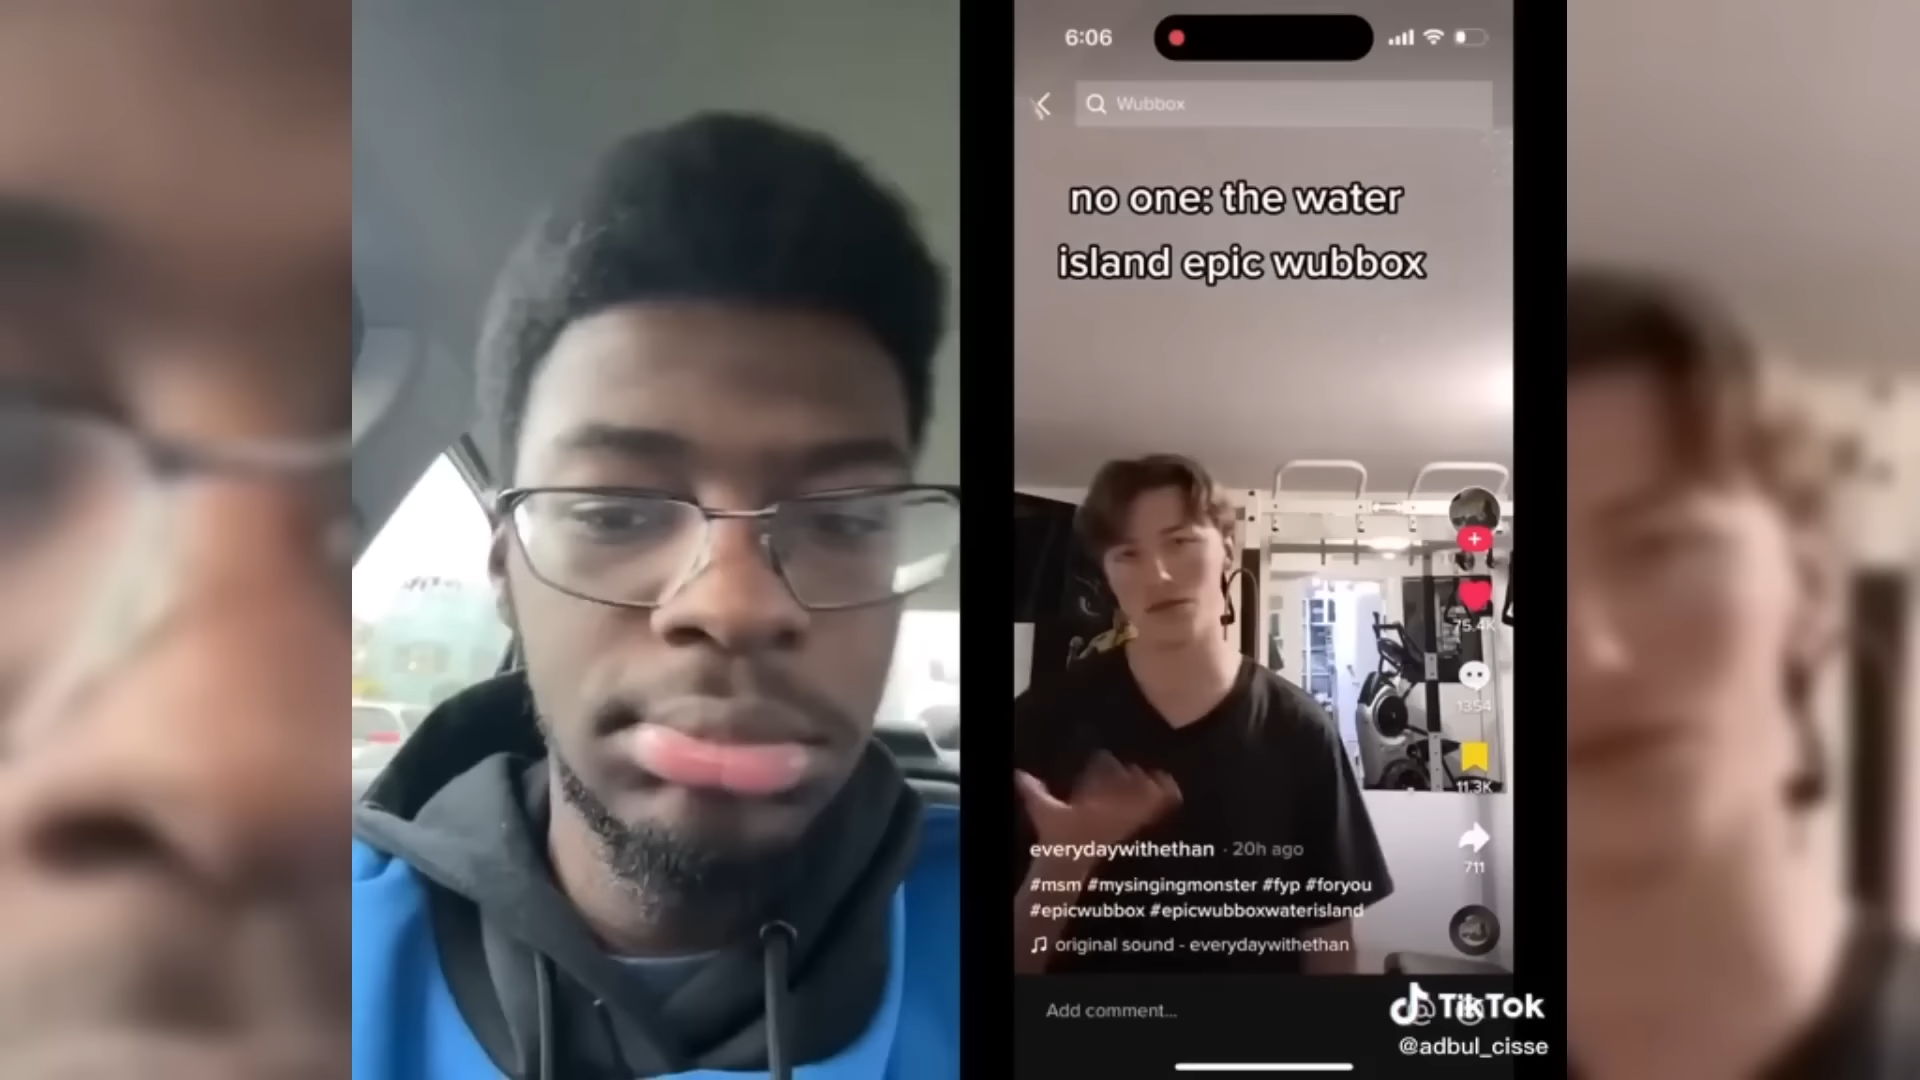 6:06
Wubbox
no one: the water
island epic wubbox
75.4K
1354
11.3K
711
everydaywithethan · 20h ago
#msm #mysingingmonster #fyp #foryou
#epicwubbox #epicwubboxwaterisland
original sound - everydaywithethan
Add comment...
TikTok
@adbul_cisse